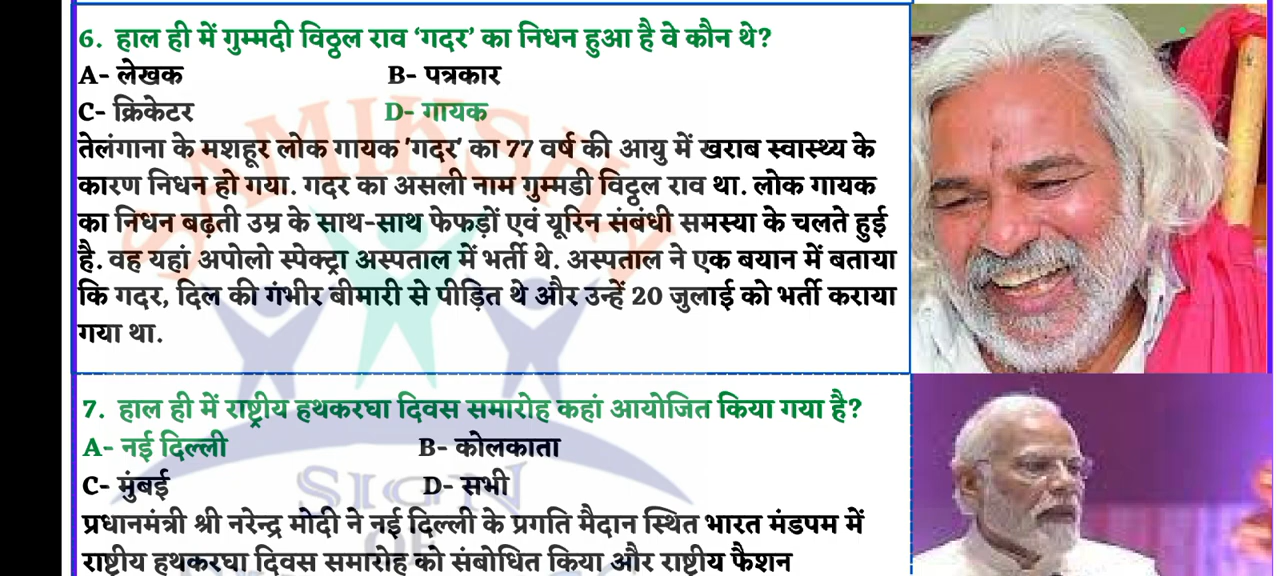 6. हाल ही में गुम्मदी विठ्ठल राव ‘गदर’ का निधन हुआ है वे कौन थे?
A- लेखक B- पत्रकार
C- क्रिकेटर D- गायक
तेलंगाना के मशहूर लोक गायक 'गदर' का 77 वर्ष की आयु में खराब स्वास्थ्य के
कारण निधन हो गया. गदर का असली नाम गुम्मडी विट्ठल राव था. लोक गायक
का निधन बढ़ती उम्र के साथ-साथ फेफड़ों एवं यूरिन संबंधी समस्या के चलते हुई
है. वह यहां अपोलो स्पेक्ट्रा अस्पताल में भर्ती थे. अस्पताल ने एक बयान में बताया
कि गदर, दिल की गंभीर बीमारी से पीड़ित थे और उन्हें 20 जुलाई को भर्ती कराया
गया था.
7. हाल ही में राष्ट्रीय हथकरघा दिवस समारोह कहां आयोजित किया गया है?
A- नई दिल्ली B- कोलकाता
C- मुंबई D- सभी
प्रधानमंत्री श्री नरेन्द्र मोदी ने नई दिल्ली के प्रगति मैदान स्थित भारत मंडपम में
राष्ट्रीय हथकरघा दिवस समारोह को संबोधित किया और राष्ट्रीय फैशन
SAMIKSHA
SIGN
OF